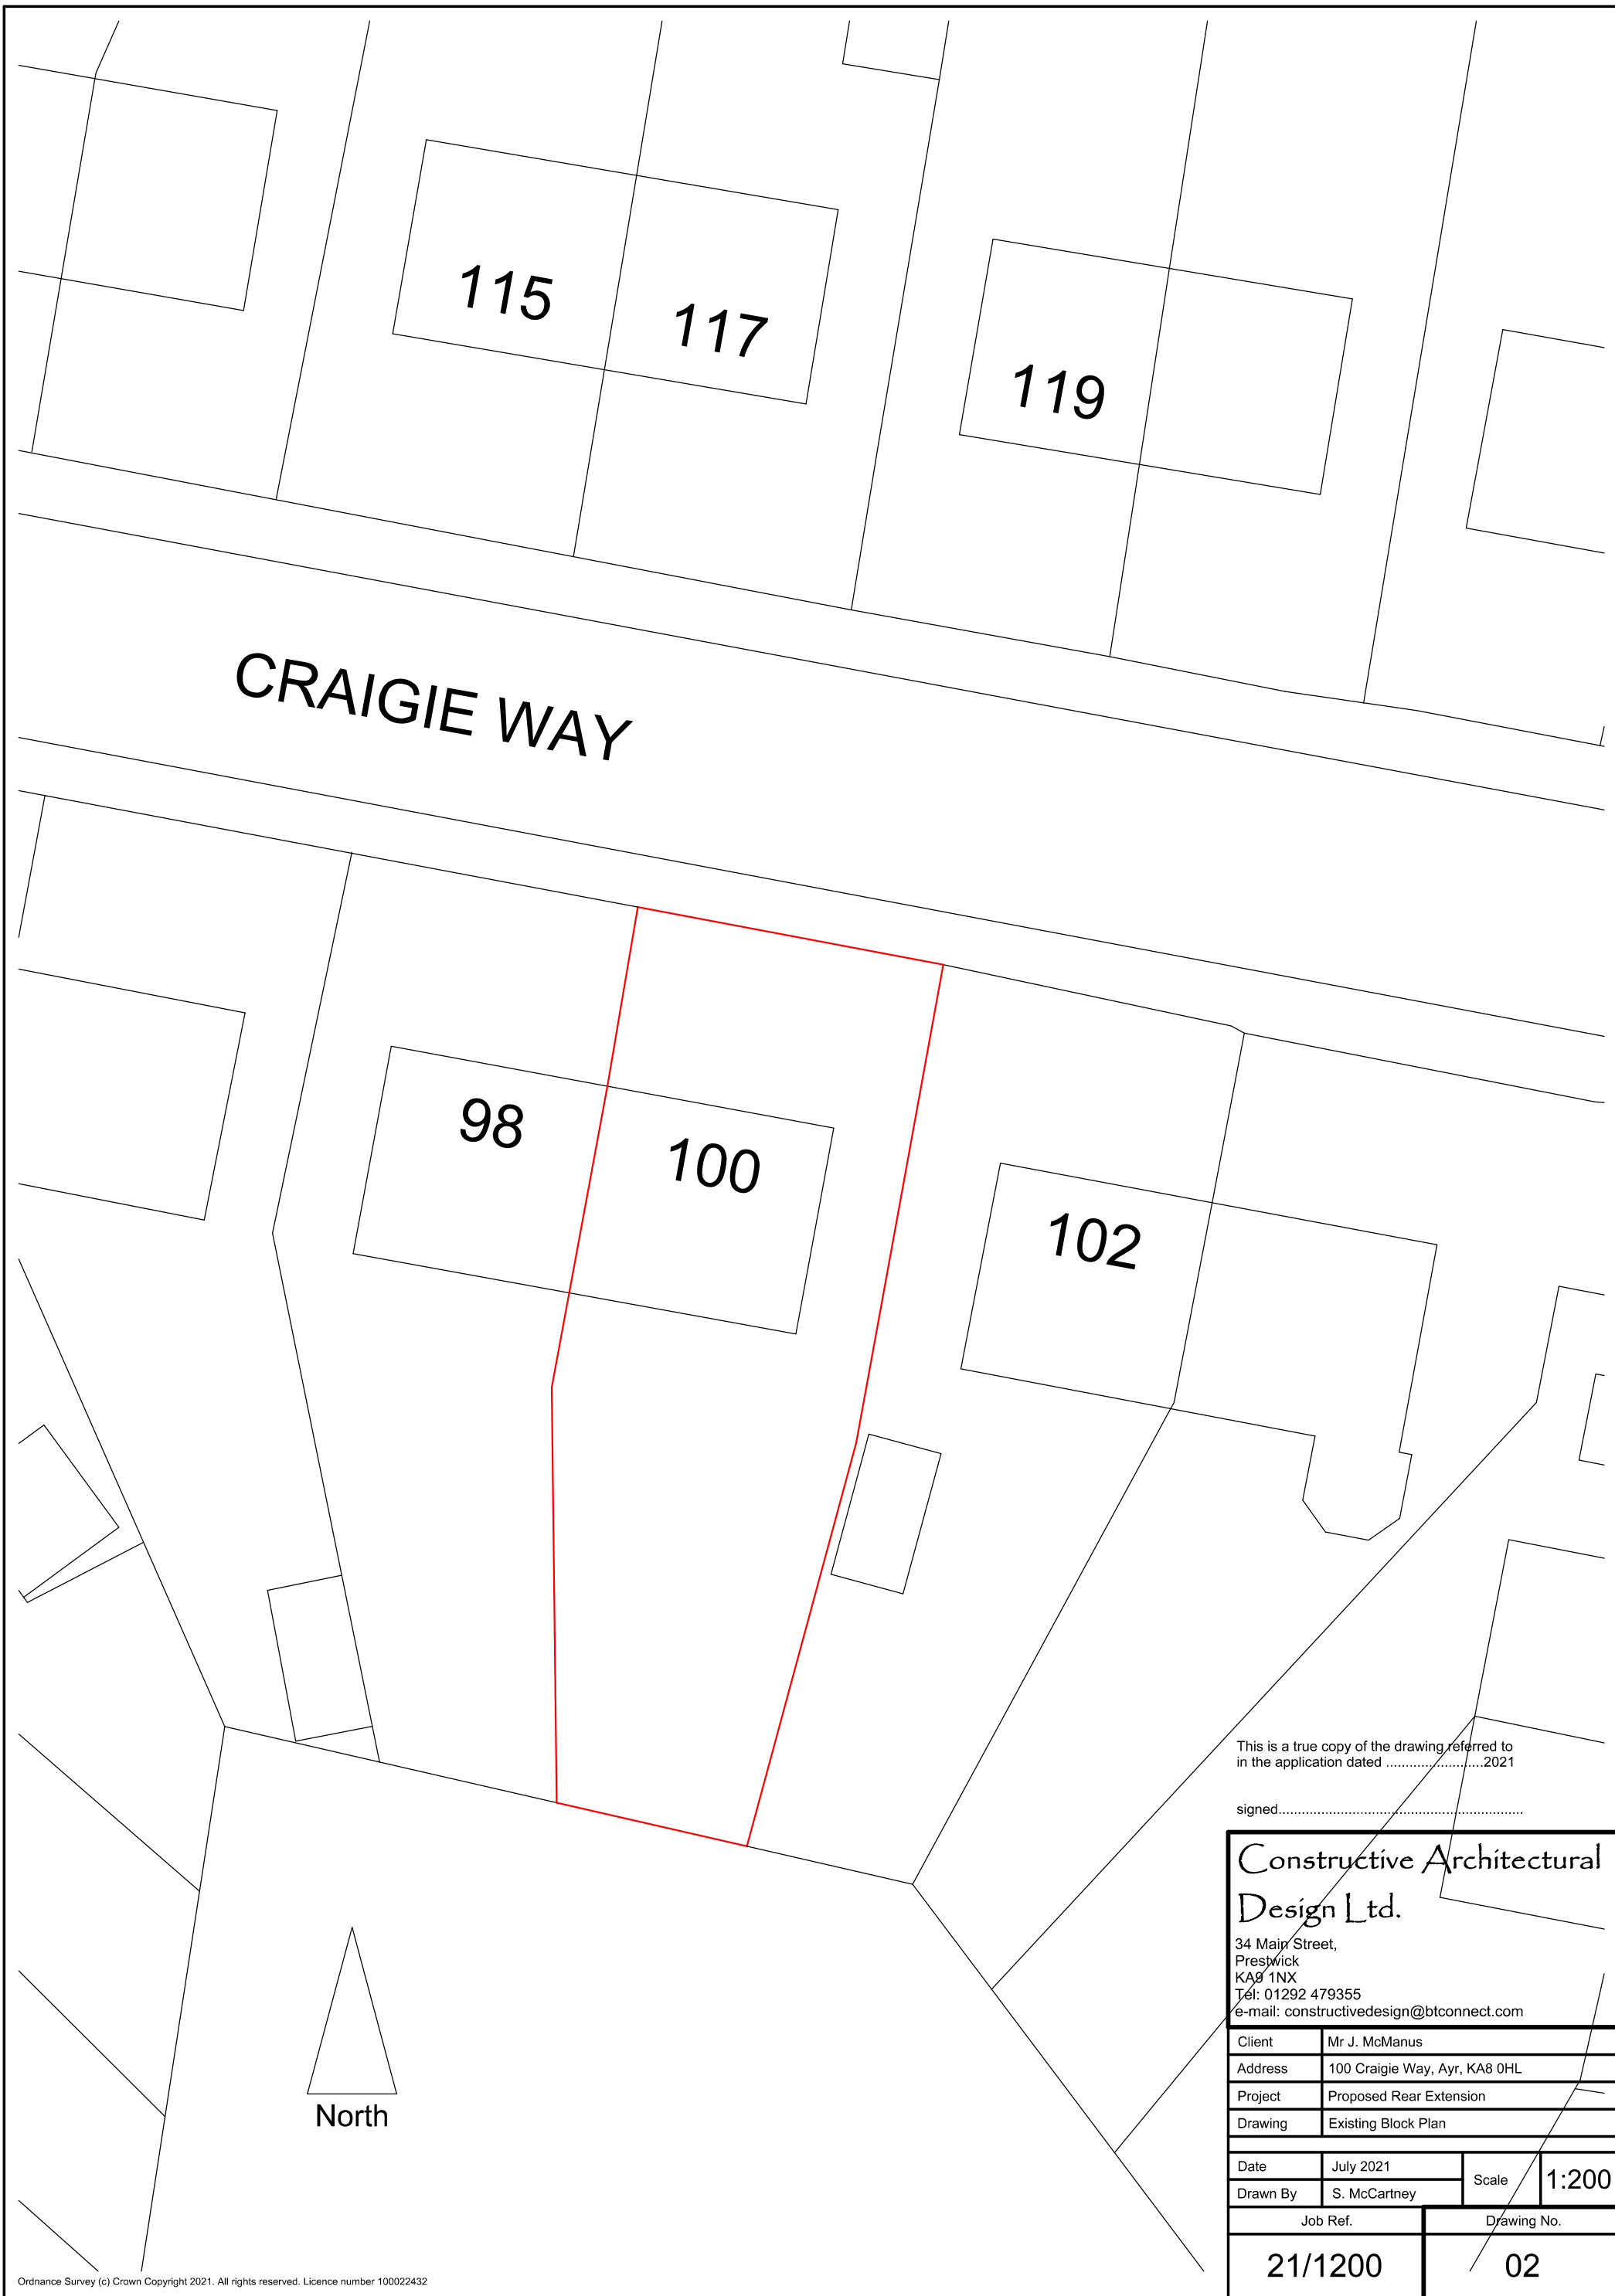 115
117
119
CRAIGIE WAY
98
100
102
This is a true copy of the drawing referred to
in the application dated .........................2021
signed...............................................................
Constructive Architectural
Design Ltd.
34 Main Street,
Prestwick
KA9 1NX
Tel: 01292 479355
e-mail: constructivedesign@btconnect.com
Client Mr J. McManus
Address 100 Craigie Way, Ayr, KA8 0HL
Project Proposed Rear Extension
Drawing Existing Block Plan
Date July 2021
Scale 1:200
Drawn By S. McCartney
Job Ref. Drawing No.
21/1200 02
North
Ordnance Survey (c) Crown Copyright 2021. All rights reserved. Licence number 100022432